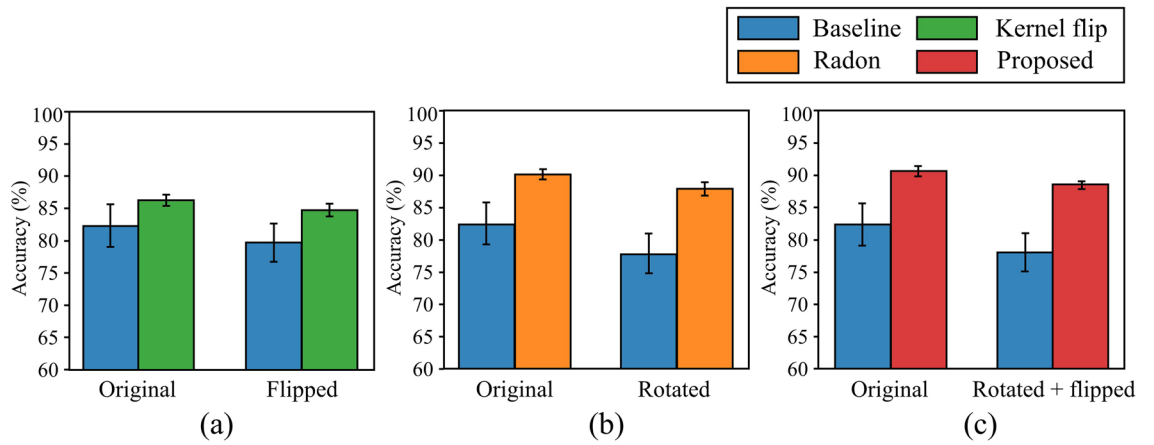 Baseline Kernel flip
Radon Proposed
100
95
90
85
80
75
70
65
60
Accuracy (%)
Original Flipped
(a)
100
95
90
85
80
75
70
65
60
Accuracy (%)
Original Rotated
(b)
100
95
90
85
80
75
70
65
60
Accuracy (%)
Original Rotated + flipped
(c)